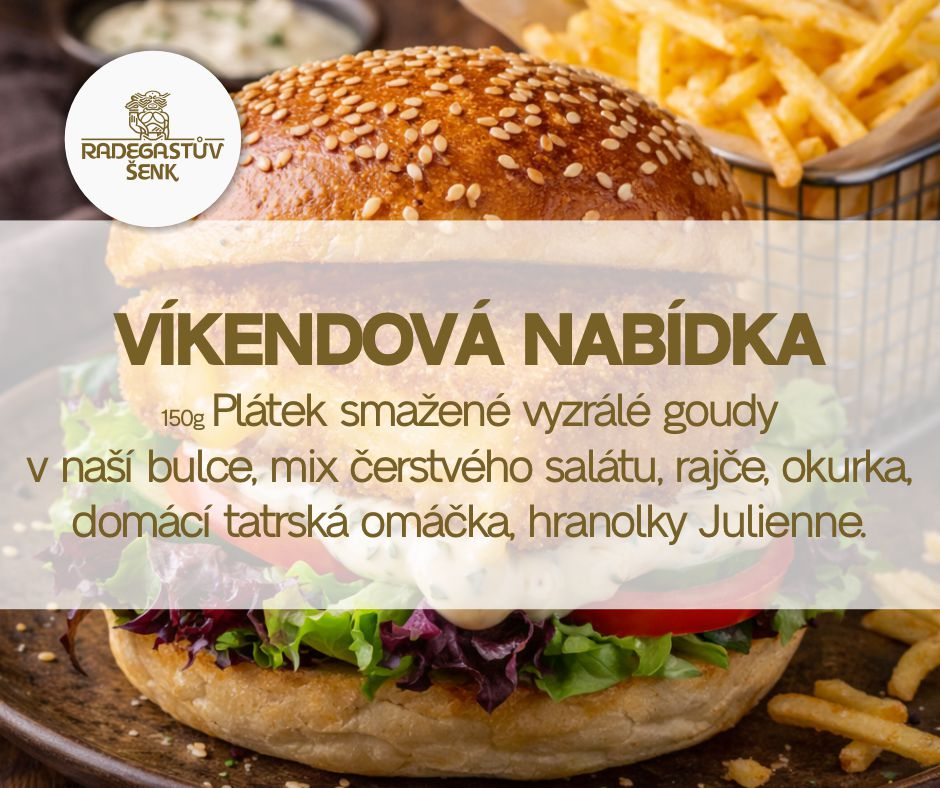 RADEGASTŮV
ŠENK
VÍKENDOVÁ NABÍDKA
150g Plátek smažené vyzrálé goudy
v naší bulce, mix čerstvého salátu, rajče, okurka,
domácí tatrská omáčka, hranolky Julienne.